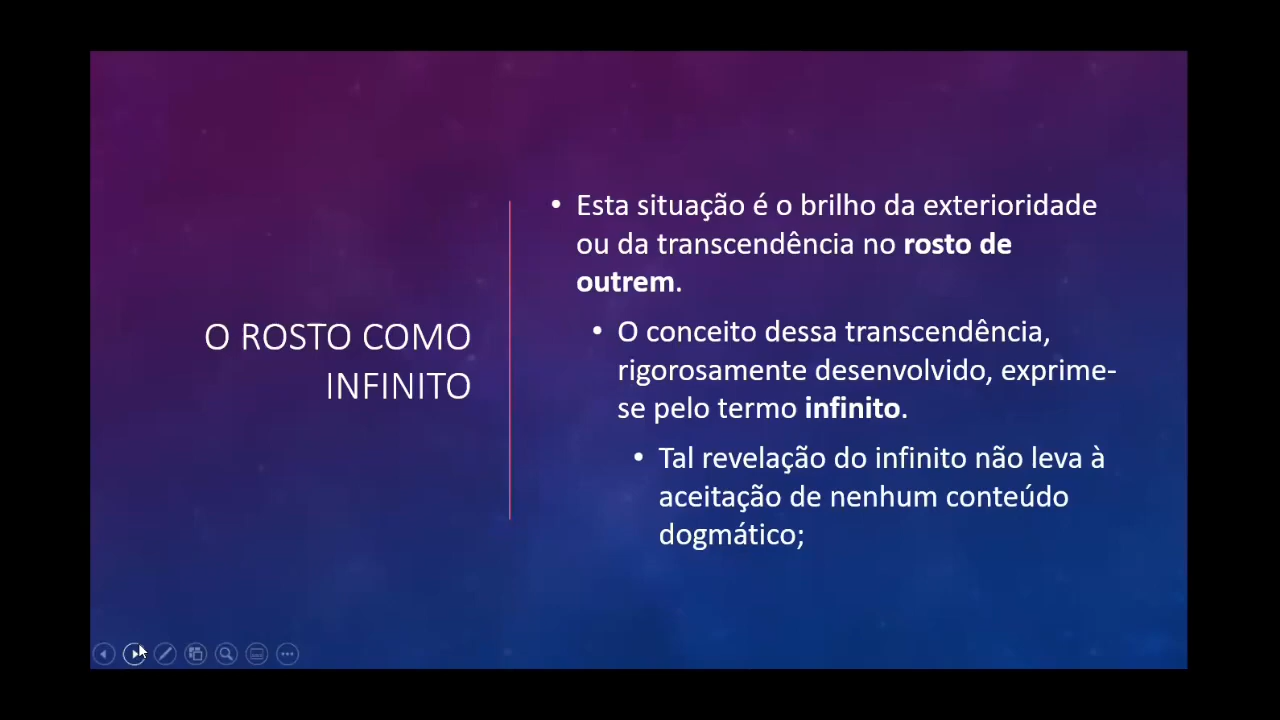 O ROSTO COMO
INFINITO
• Esta situação é o brilho da exterioridade
ou da transcendência no rosto de
outrem.
• O conceito dessa transcendência,
rigorosamente desenvolvido, exprime-
se pelo termo infinito.
• Tal revelação do infinito não leva à
aceitação de nenhum conteúdo
dogmático;